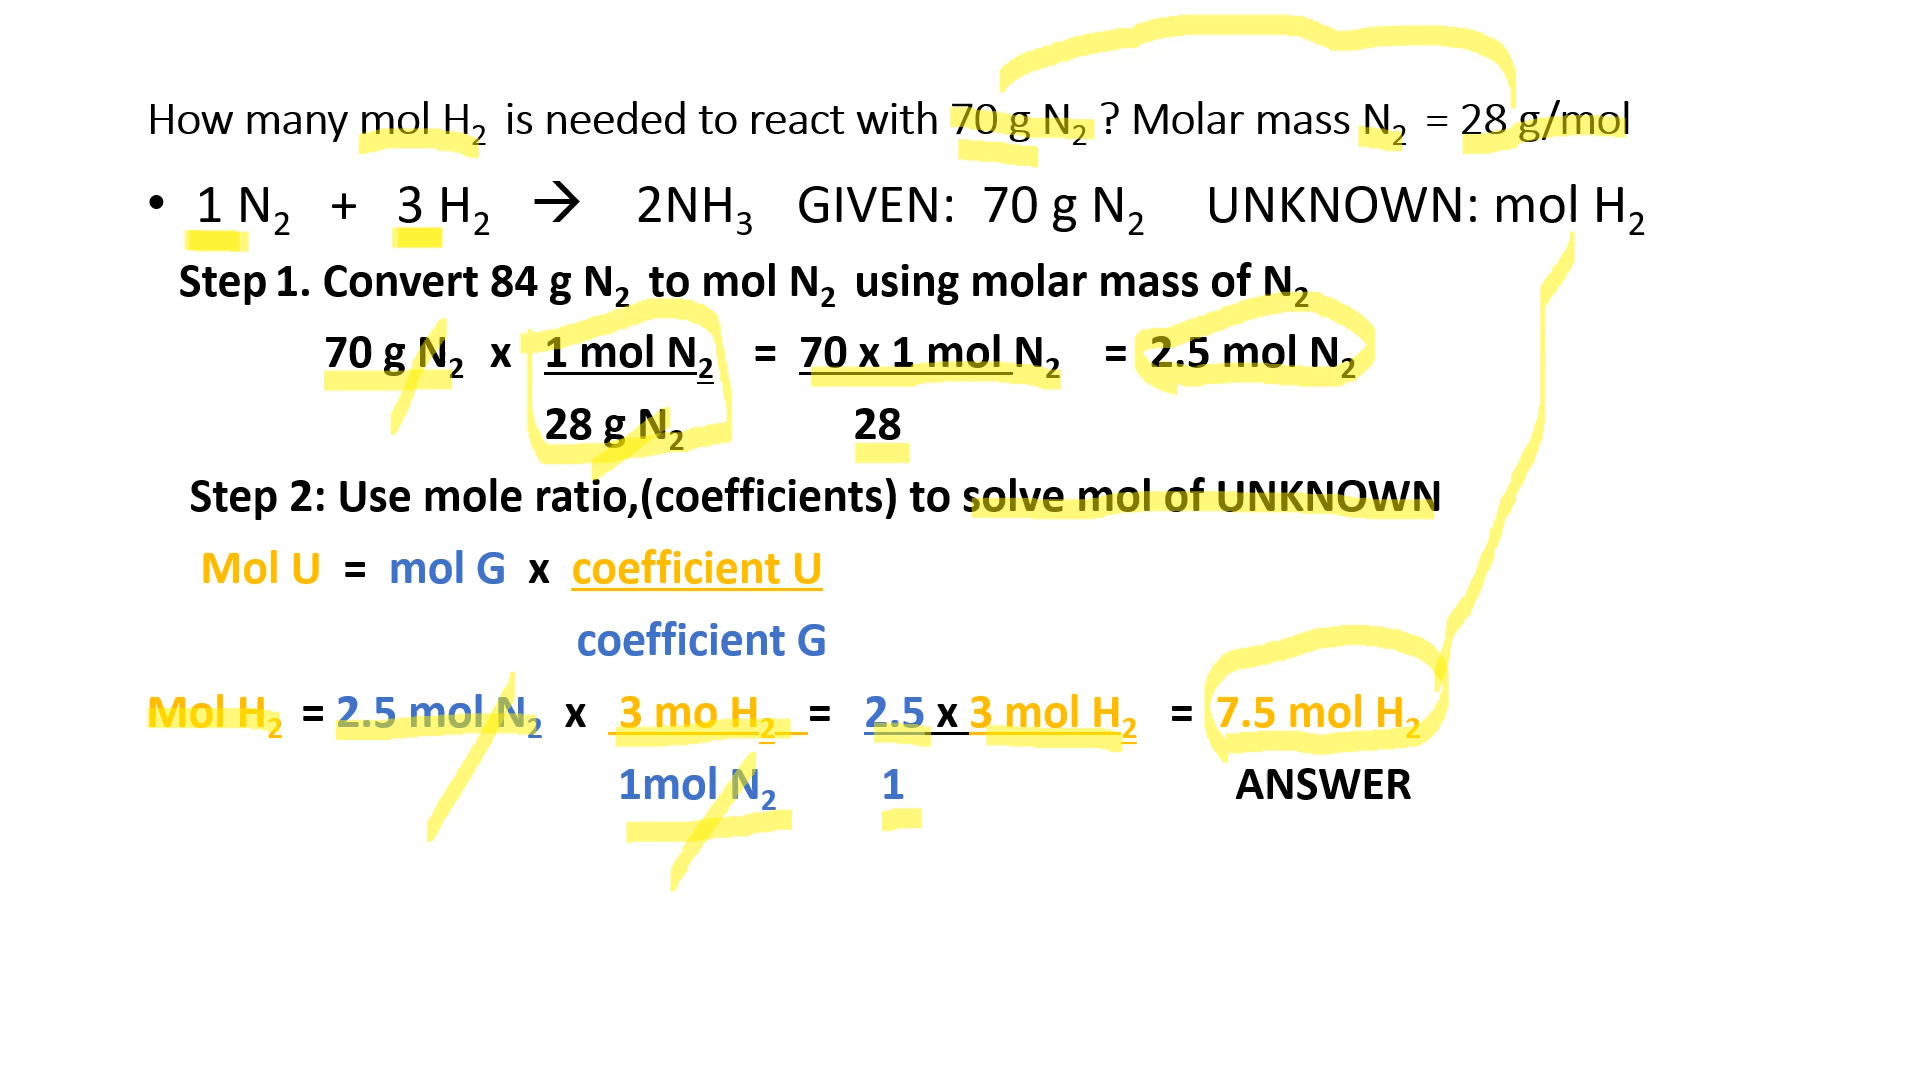 How many mol H₂ is needed to react with 70 g N₂ ? Molar mass N₂ = 28 g/mol
• 1 N₂ + 3 H₂ → 2NH₃ GIVEN: 70 g N₂ UNKNOWN: mol H₂
Step 1. Convert 84 g N₂ to mol N₂ using molar mass of N₂
70 g N₂ x 1 mol N₂ = 70 x 1 mol N₂ = 2.5 mol N₂
28 g N₂ 28
Step 2: Use mole ratio,(coefficients) to solve mol of UNKNOWN
Mol U = mol G x coefficient U
coefficient G
Mol H₂ = 2.5 mol N₂ x 3 mo H₂ = 2.5 x 3 mol H₂ = 7.5 mol H₂
1mol N₂ 1 ANSWER